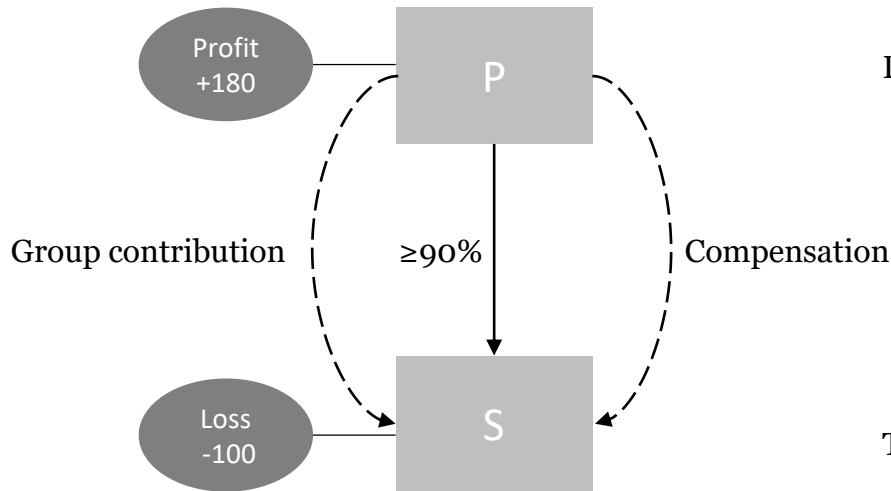 Profit
+180
P
Group contribution
≥90%
Compensation
Loss
-100
S